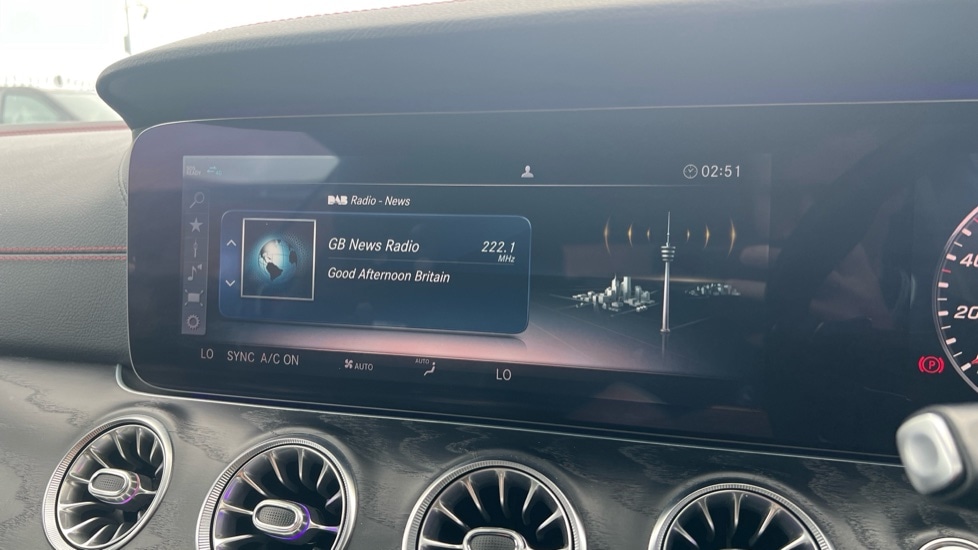 02:51
DAB Radio - News
GB News Radio
222.1
MHz
Good Afternoon Britain
LO
SYNC A/C ON
AUTO
AUTO
LO
40
20
P